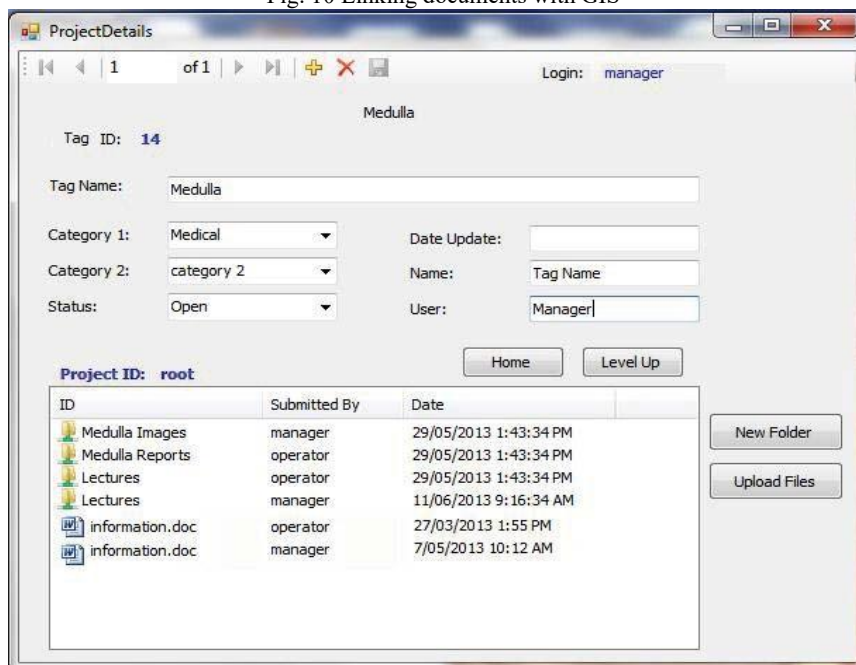 Fig. 10 Linking documents with GIS
ProjectDetails
1 of 1 Login: manager
Medulla
Tag ID: 14
Tag Name: Medulla
Category 1: Medical Date Update:
Category 2: category 2 Name: Tag Name
Status: Open User: Manager
Home Level Up
Project ID: root
ID Submitted By Date
Medulla Images manager 29/05/2013 1:43:34 PM
Medulla Reports operator 29/05/2013 1:43:34 PM
Lectures operator 29/05/2013 1:43:34 PM
Lectures manager 11/06/2013 9:16:34 AM
information.doc operator 27/03/2013 1:55 PM
information.doc manager 7/05/2013 10:12 AM
New Folder
Upload Files